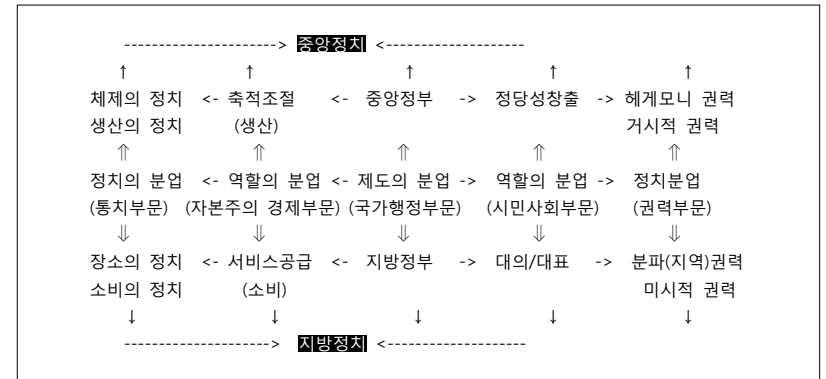 ----------------------> 중앙정치 <--------------------
↑ ↑ ↑ ↑ ↑
체제의 정치 <- 축적조절 <- 중앙정부 -> 정당성창출 -> 헤게모니 권력
생산의 정치 (생산) 거시적 권력
⇑ ⇑ ⇑ ⇑ ⇑
정치의 분업 <- 역할의 분업 <- 제도의 분업 -> 역할의 분업 -> 정치분업
(통치부문) (자본주의 경제부문) (국가행정부문) (시민사회부문) (권력부문)
⇓ ⇓ ⇓ ⇓ ⇓
장소의 정치 <- 서비스공급 <- 지방정부 -> 대의/대표 -> 분파(지역)권력
소비의 정치 (소비) 미시적 권력
↓ ↓ ↓ ↓ ↓
---------------------> 지방정치 <--------------------